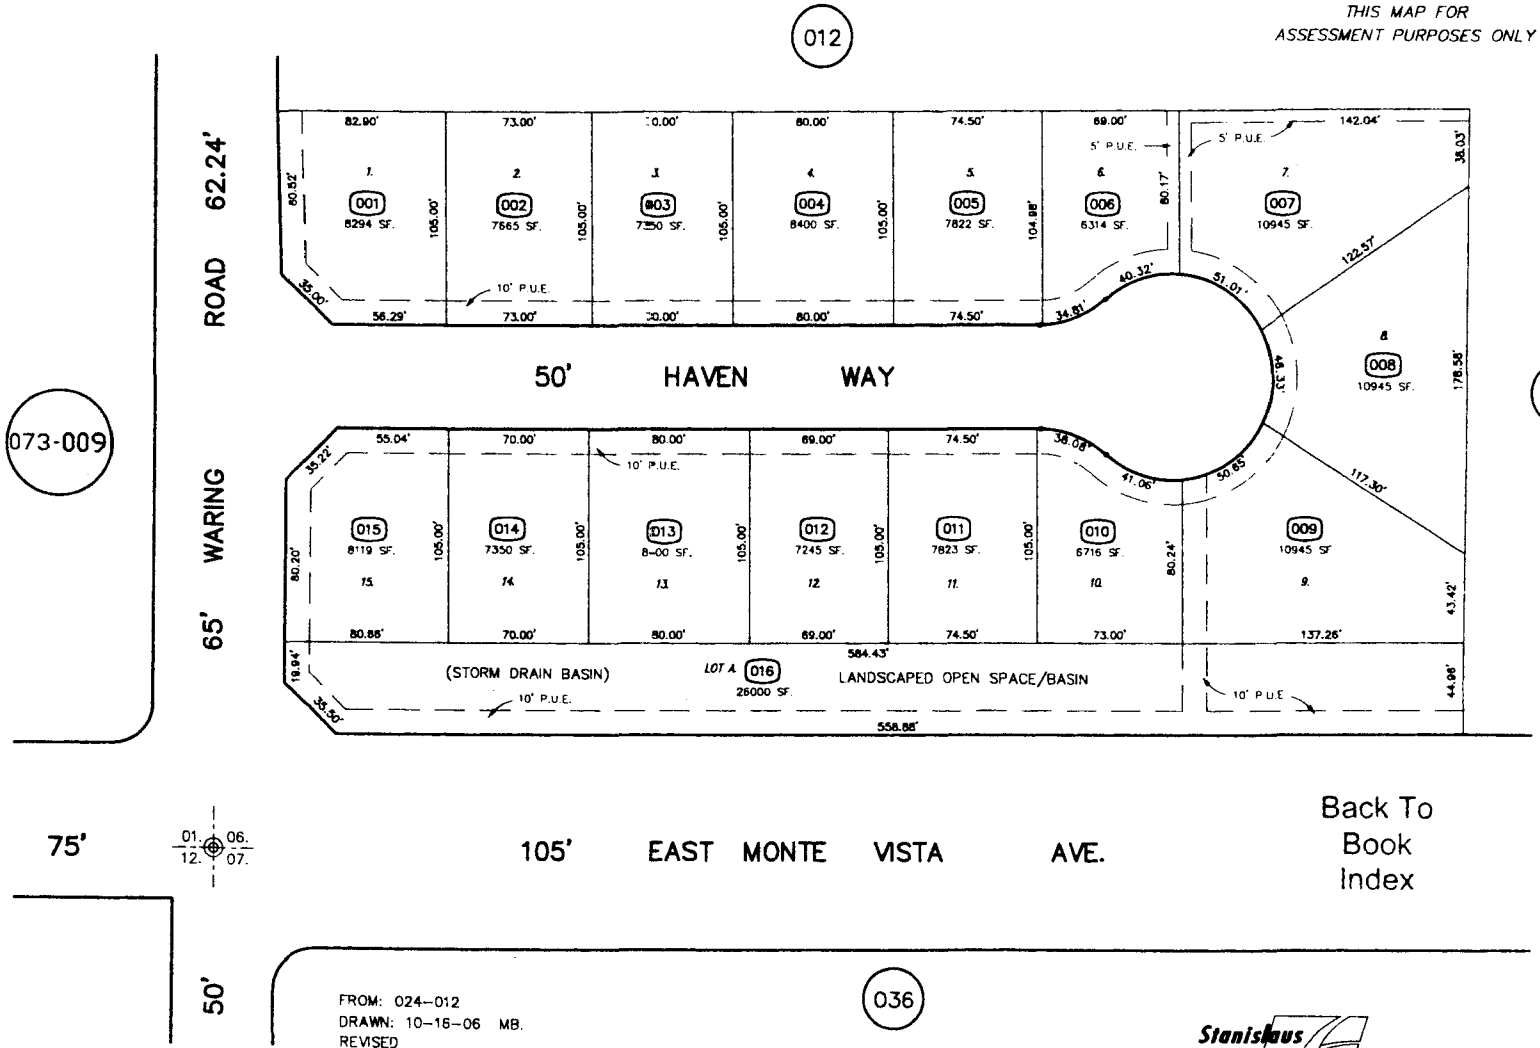 THIS MAP FOR
ASSESSMENT PURPOSES ONLY
012
82.90' 73.00' 80.00' 74.50' 69.00' 142.04'
ROAD 62.24'
80.52'
5' P.U.E. 5' P.U.E.
38.03'
1. 2. 3. 4. 5. 6. 7.
001 002 003 004 005 006 007
8294 SF. 7665 SF. 8400 SF. 7822 SF. 6314 SF. 10945 SF.
105.00' 105.00' 105.00' 105.00' 104.98' 80.17'
122.57'
35.00'
10' P.U.E.
40.32' 51.01'
34.81'
56.29' 73.00' 80.00' 74.50'
8.
008
10945 SF.
178.58'
48.33'
50' HAVEN WAY
073-009
55.04' 70.00' 80.00' 69.00' 74.50' 38.08'
35.22'
10' P.U.E.
41.06' 50.65'
117.30'
65' WARING
80.20'
015 014 013 012 011 010 009
8119 SF. 7350 SF. 7245 SF. 7823 SF. 6716 SF. 10945 SF
105.00' 105.00' 105.00' 105.00' 105.00' 80.24'
15. 14. 13. 12. 11. 10. 9.
43.42'
80.86' 70.00' 80.00' 69.00' 74.50' 73.00' 137.26'
584.43'
19.94'
(STORM DRAIN BASIN) LOT A. 016 LANDSCAPED OPEN SPACE/BASIN
26000 SF.
44.96'
10' P.U.E. 10' P.U.E
35.50'
558.88'
75'
01. 06.
12. 07.
105' EAST MONTE VISTA AVE.
Back To
Book
Index
50'
036
FROM: 024-012
DRAWN: 10-16-06 MB.
REVISED
Stanislaus